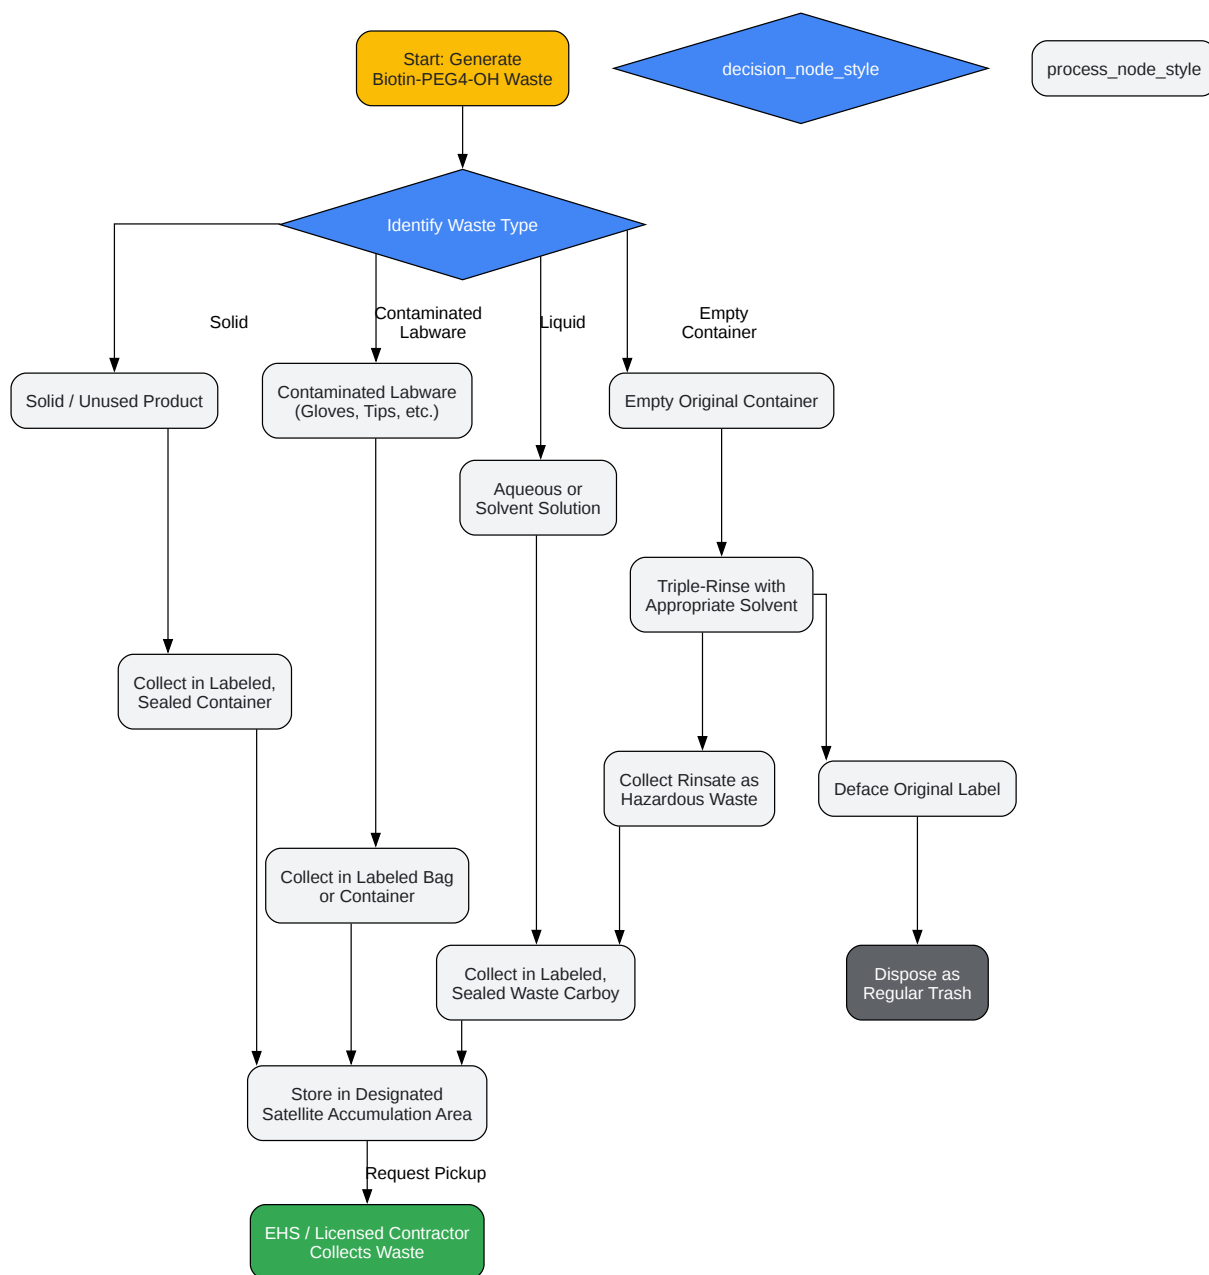 Start: Generate
Biotin-PEG4-OH Waste
decision_node_style
process_node_style
Identify Waste Type
Solid
Contaminated
Labware
Liquid
Empty
Container
Solid / Unused Product
Contaminated Labware
(Gloves, Tips, etc.)
Empty Original Container
Aqueous or
Solvent Solution
Triple-Rinse with
Appropriate Solvent
Collect in Labeled,
Sealed Container
Collect Rinsate as
Hazardous Waste
Deface Original Label
Collect in Labeled Bag
or Container
Collect in Labeled,
Sealed Waste Carboy
Dispose as
Regular Trash
Store in Designated
Satellite Accumulation Area
Request Pickup
EHS / Licensed Contractor
Collects Waste